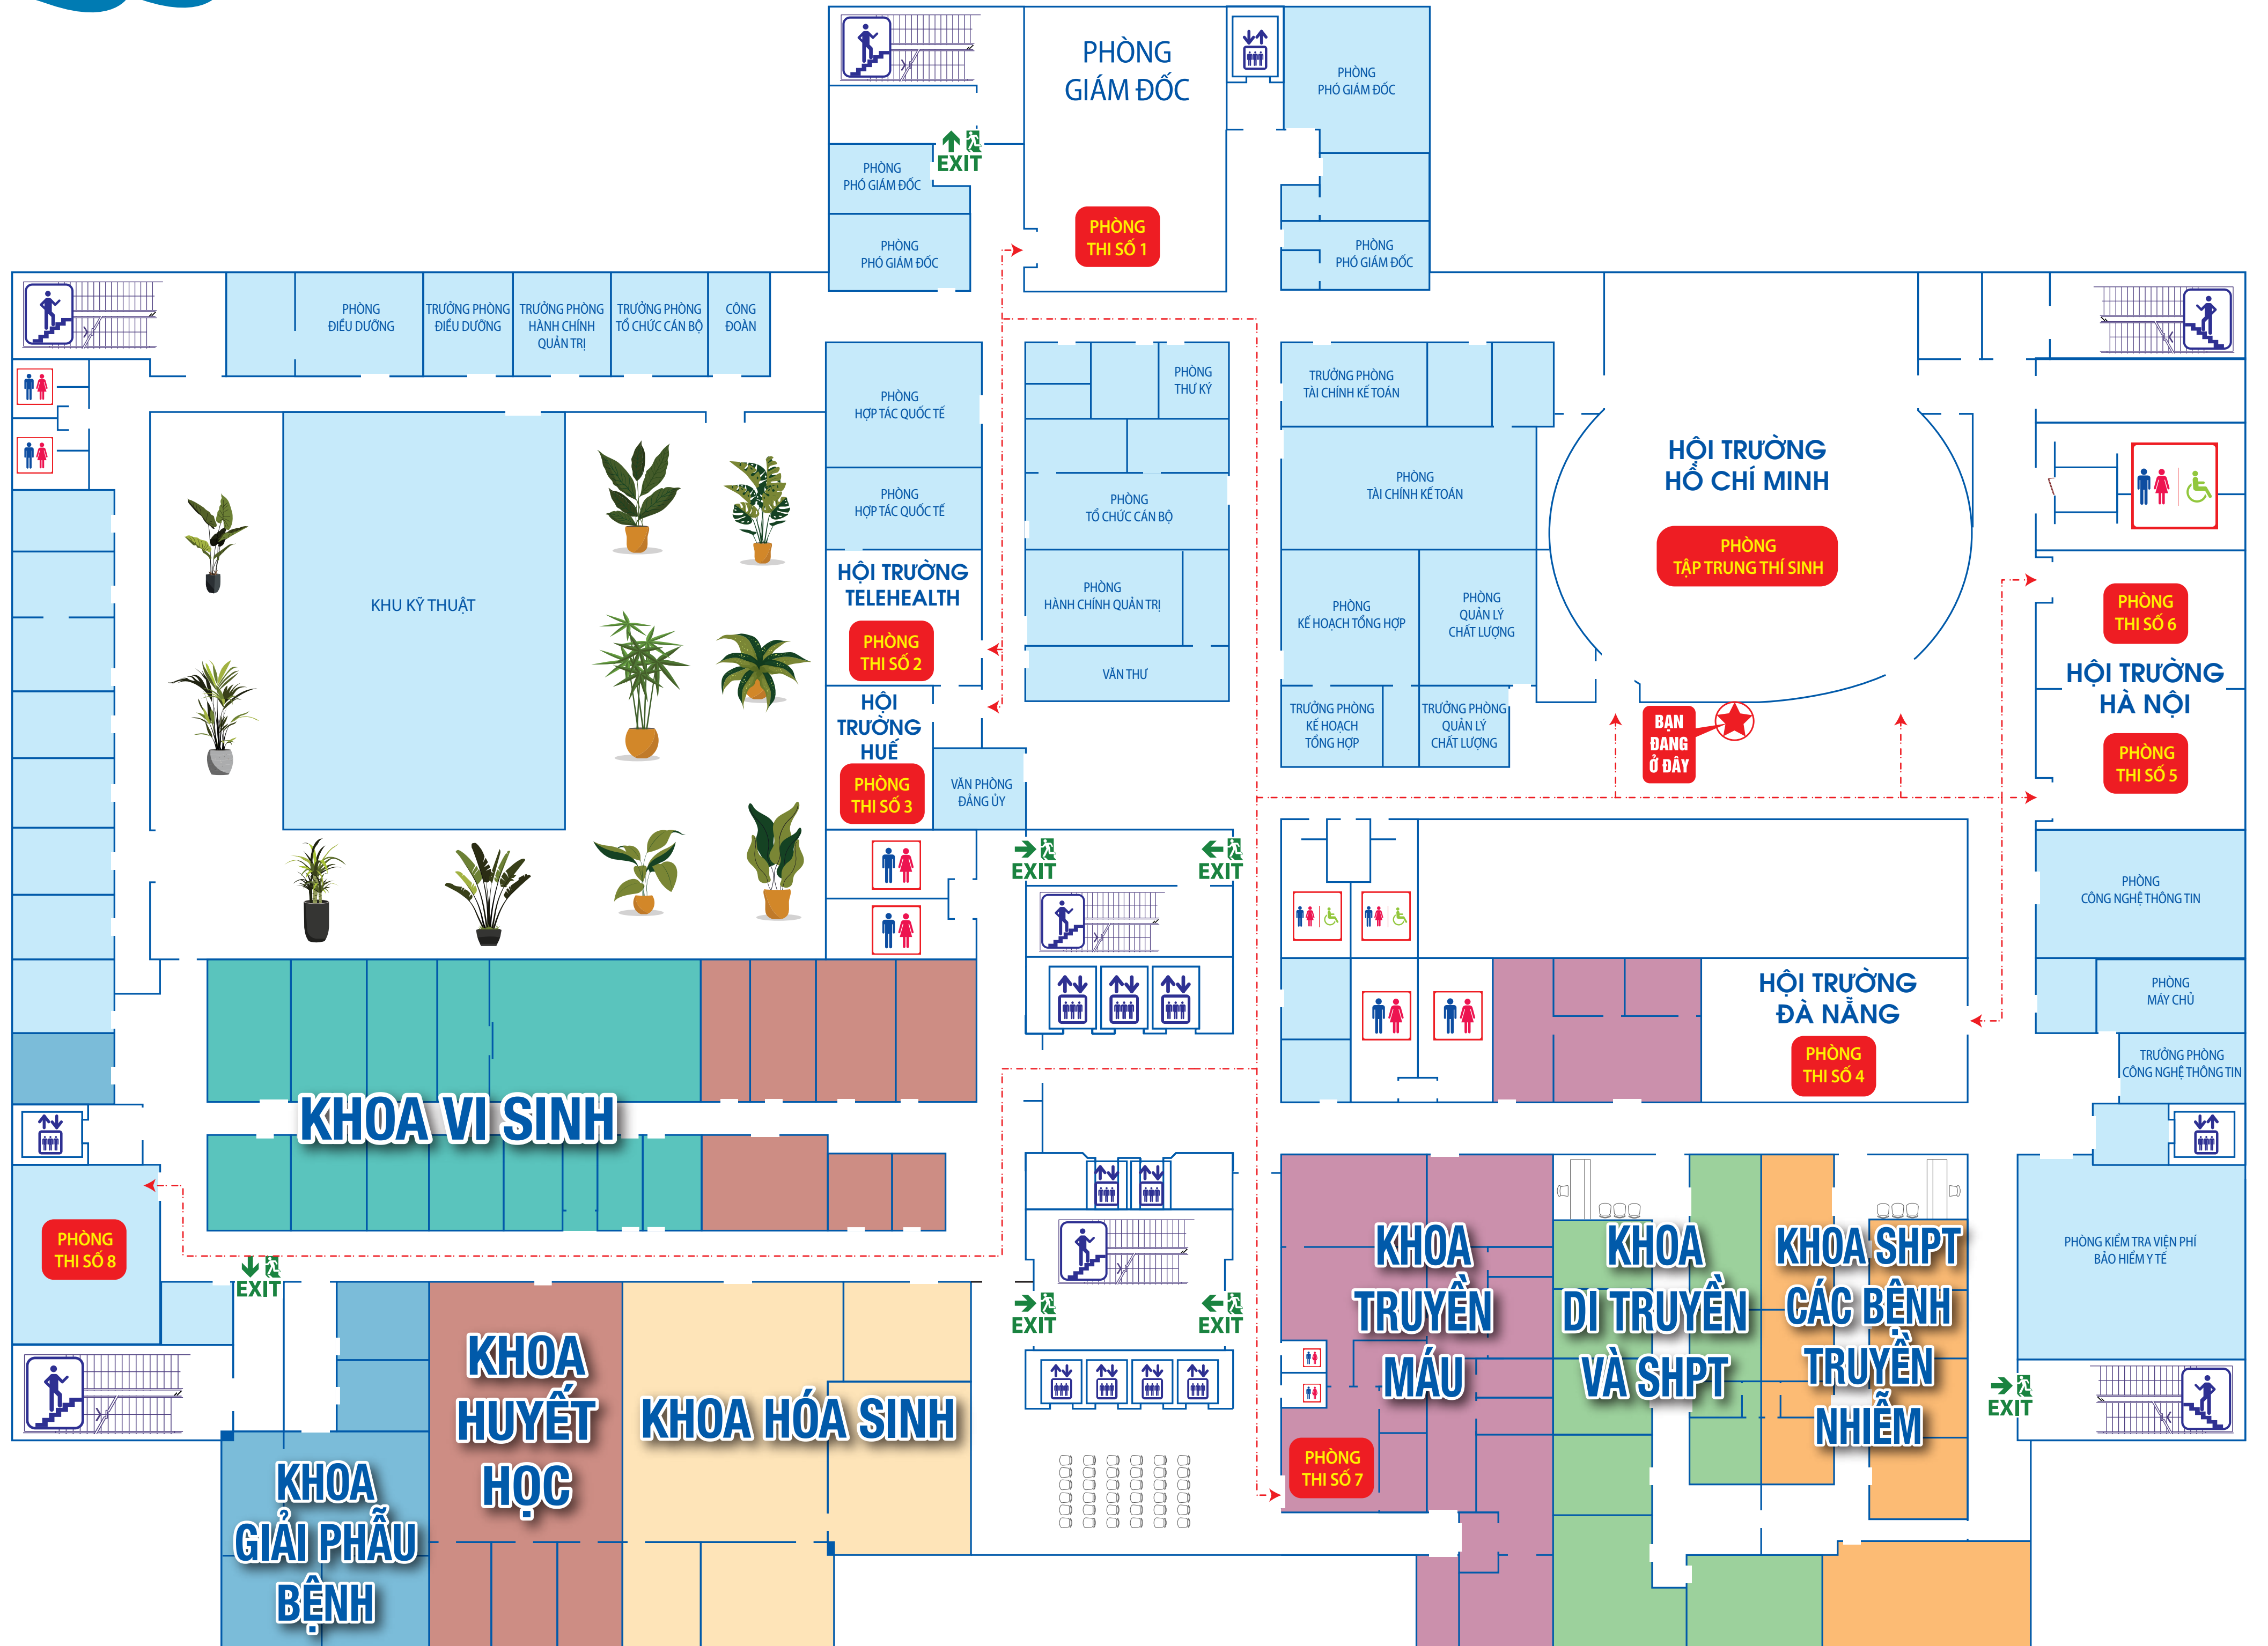 PHÒNG
GIÁM ĐỐC
PHÒNG
PHÓ GIÁM ĐỐC
EXIT
PHÒNG
PHÓ GIÁM ĐỐC
PHÒNG
THI SỐ 1
PHÒNG
PHÓ GIÁM ĐỐC
PHÒNG
PHÓ GIÁM ĐỐC
PHÒNG
ĐIỀU DƯỠNG
TRƯỞNG PHÒNG
ĐIỀU DƯỠNG
TRƯỞNG PHÒNG
HÀNH CHÍNH
QUẢN TRỊ
TRƯỞNG PHÒNG
TỔ CHỨC CÁN BỘ
CÔNG
ĐOÀN
PHÒNG
HỢP TÁC QUỐC TẾ
PHÒNG
THƯ KÝ
TRƯỞNG PHÒNG
TÀI CHÍNH KẾ TOÁN
HỘI TRƯỜNG
HỒ CHÍ MINH
PHÒNG
TẬP TRUNG THÍ SINH
PHÒNG
HỢP TÁC QUỐC TẾ
PHÒNG
TỔ CHỨC CÁN BỘ
PHÒNG
TÀI CHÍNH KẾ TOÁN
KHU KỸ THUẬT
HỘI TRƯỜNG
TELEHEALTH
PHÒNG
THI SỐ 2
PHÒNG
HÀNH CHÍNH QUẢN TRỊ
PHÒNG
KẾ HOẠCH TỔNG HỢP
PHÒNG
QUẢN LÝ
CHẤT LƯỢNG
PHÒNG
THI SỐ 6
HỘI TRƯỜNG
HÀ NỘI
PHÒNG
THI SỐ 5
VĂN THƯ
HỘI
TRƯỜNG
HUẾ
PHÒNG
THI SỐ 3
VĂN PHÒNG
ĐẢNG ỦY
TRƯỞNG PHÒNG
KẾ HOẠCH
TỔNG HỢP
TRƯỞNG PHÒNG
QUẢN LÝ
CHẤT LƯỢNG
BẠN
ĐANG
Ở ĐÂY
EXIT
EXIT
PHÒNG
CÔNG NGHỆ THÔNG TIN
HỘI TRƯỜNG
ĐÀ NẴNG
PHÒNG
THI SỐ 4
PHÒNG
MÁY CHỦ
TRƯỞNG PHÒNG
CÔNG NGHỆ THÔNG TIN
KHOA VI SINH
PHÒNG
THI SỐ 8
EXIT
EXIT
EXIT
KHOA
TRUYỀN
MÁU
KHOA
DI TRUYỀN
VÀ SHPT
KHOA SHPT
CÁC BỆNH
TRUYỀN
NHIỄM
PHÒNG KIỂM TRA VIỆN PHÍ
BẢO HIỂM Y TẾ
EXIT
KHOA
HUYẾT
HỌC
KHOA HÓA SINH
PHÒNG
THI SỐ 7
KHOA
GIẢI PHẪU
BỆNH